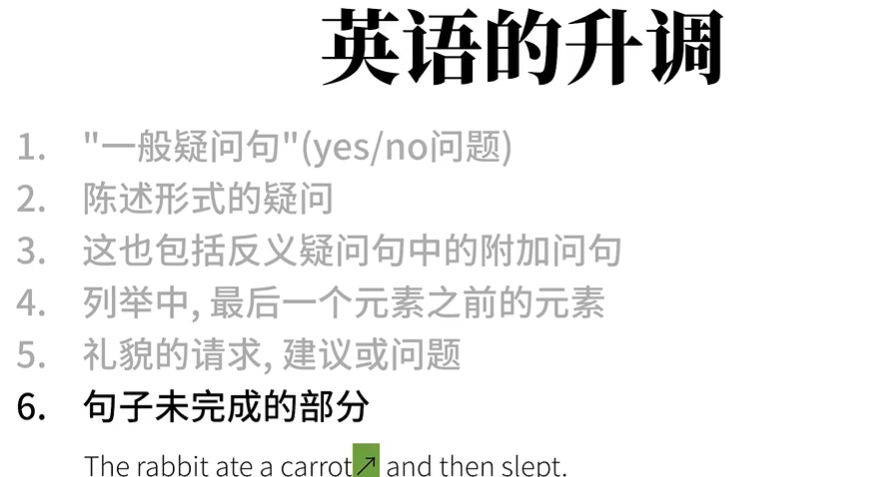 英语的升调
1. "一般疑问句"(yes/no问题)
2. 陈述形式的疑问
3. 这也包括反义疑问句中的附加问句
4. 列举中, 最后一个元素之前的元素
5. 礼貌的请求, 建议或问题
6. 句子未完成的部分
The rabbit ate a carrot↗ and then slept.